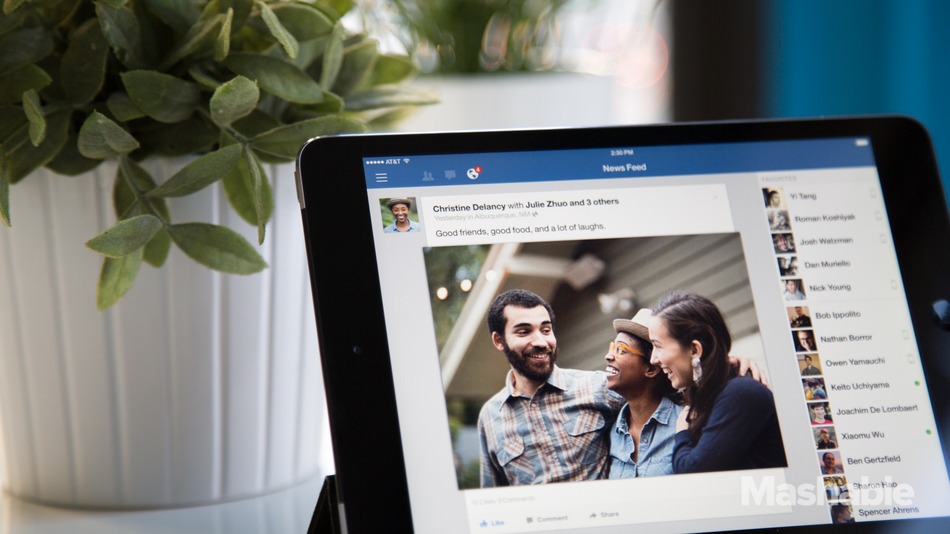 AT&T
2:30 PM
News Feed
FAVORITES
Christine Delancy with Julie Zhuo and 3 others
Yesterday in Albuquerque, NM
Good friends, good food, and a lot of laughs.
Like
Comment
Share
Yi Tang
Roman Koshiyak
Josh Watzman
Dan Muriello
Nick Young
Bob Ippolito
Nathan Borror
Owen Yamauchi
Keito Uchiyama
Joachim De Lombaert
Xiaomu Wu
Ben Gertzfield
Sharon Hao
Spencer Ahrens
Mashable